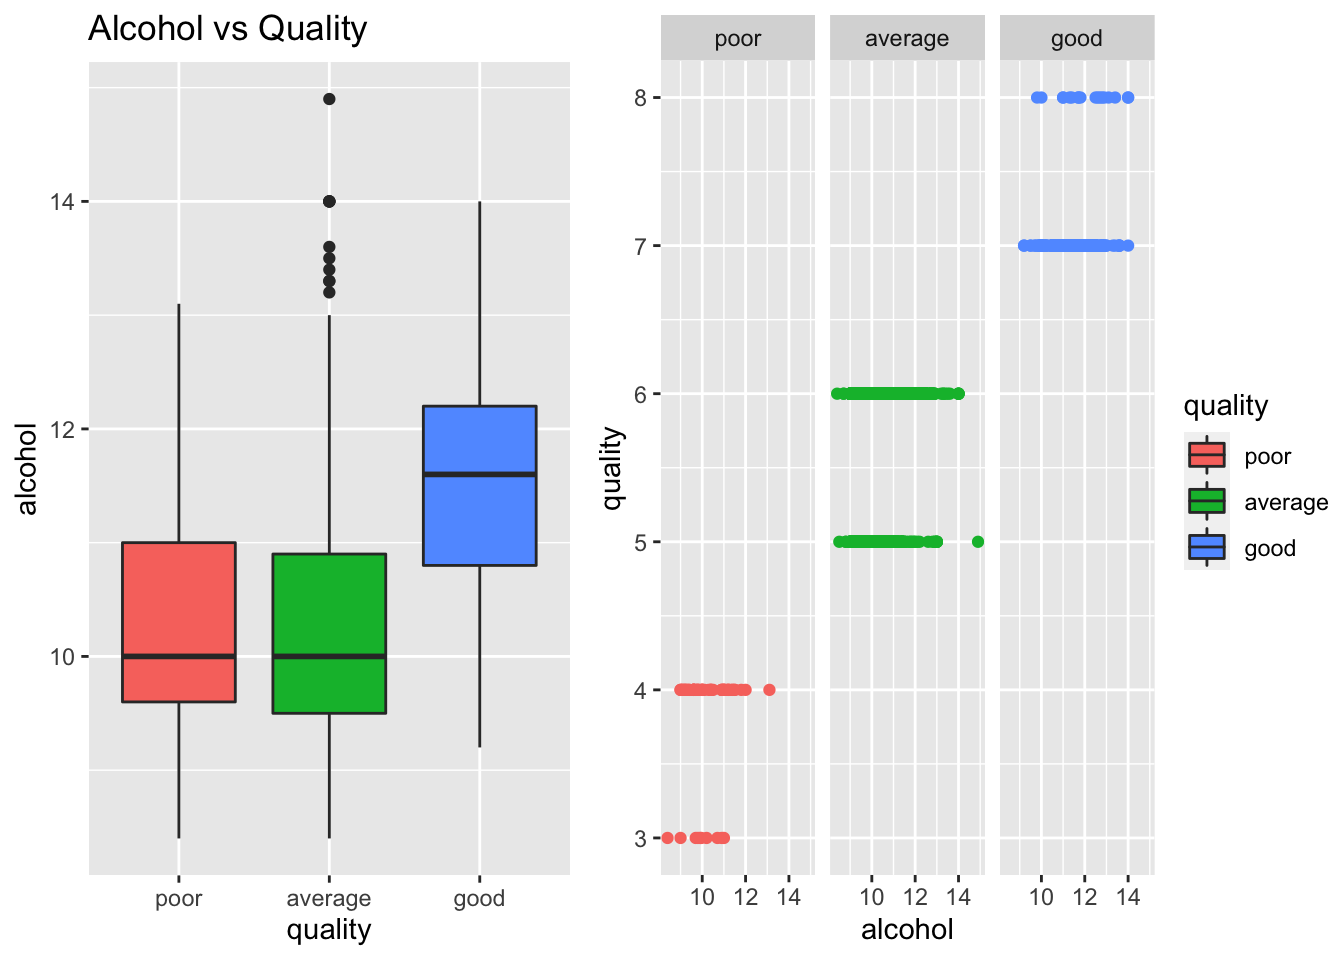 Alcohol vs Quality
alcohol
14
12
10
poor average good
quality
poor average good
quality
8
7
6
5
4
3
10 12 14 10 12 14 10 12 14
alcohol
quality
poor
average
good